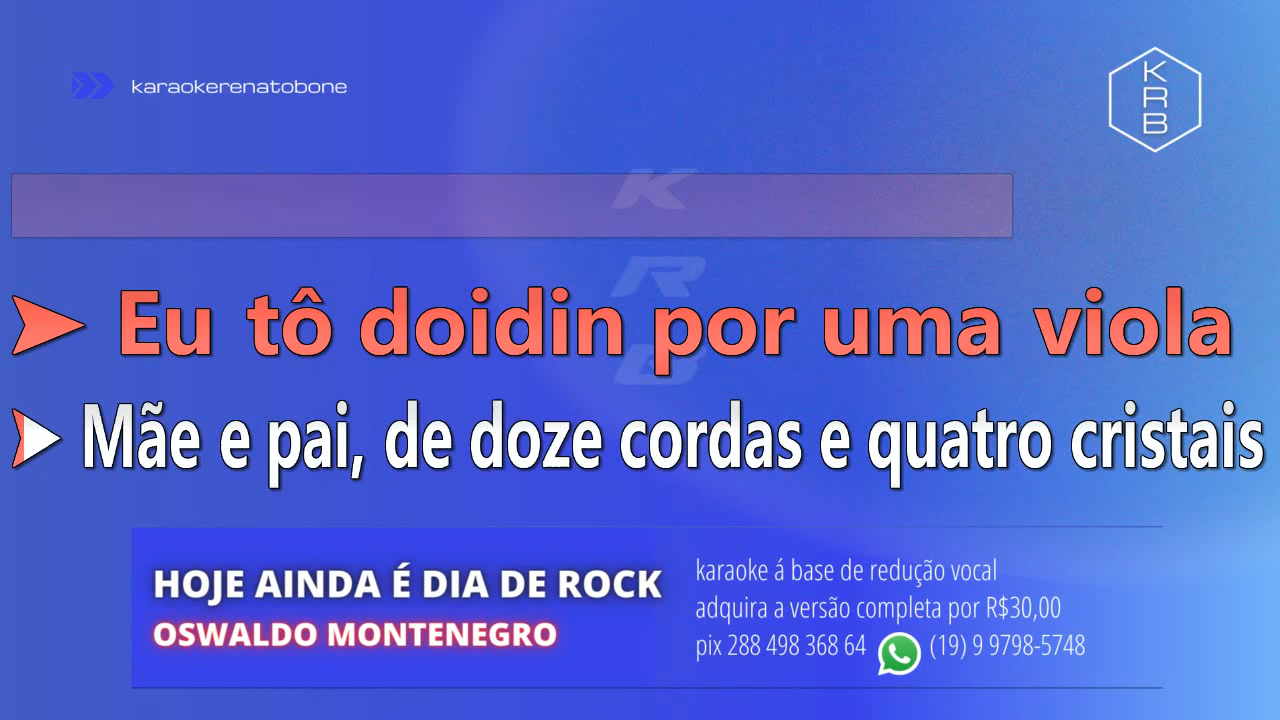 karaokerenatobone
K
R
B
K
R
B
Eu tô doidin por uma viola
Mãe e pai, de doze cordas e quatro cristais
HOJE AINDA É DIA DE ROCK
OSWALDO MONTENEGRO
karaoke á base de redução vocal
adquira a versão completa por R$30,00
pix 288 498 368 64 (19) 9 9798-5748